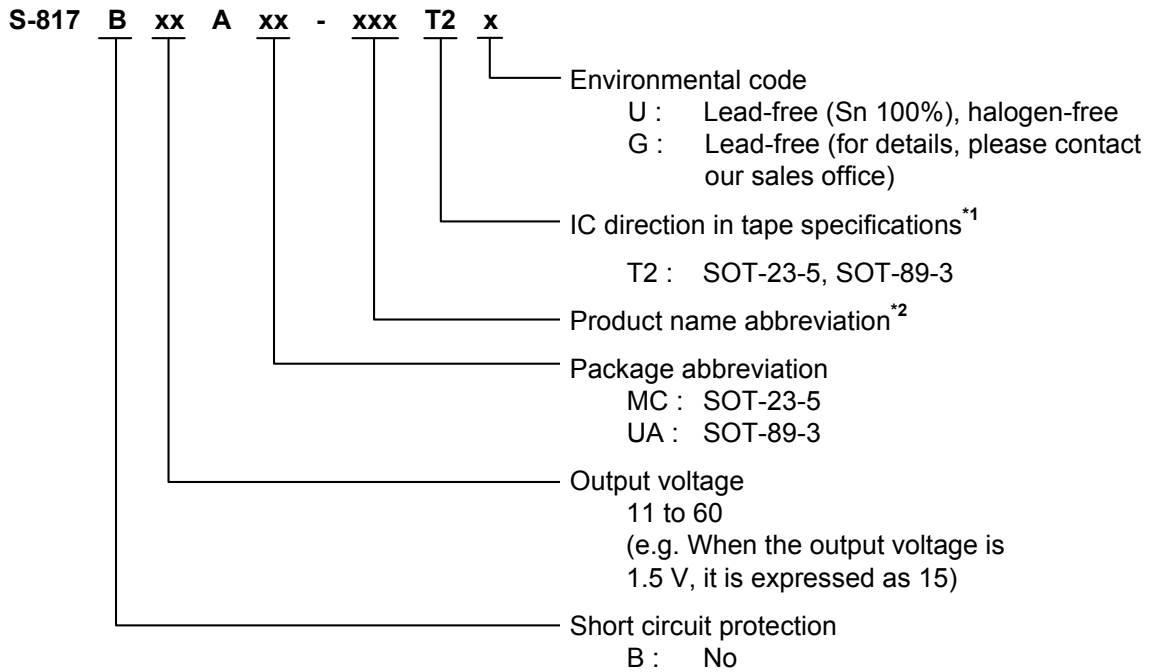 S-817 B xx A xx - xxx T2 x
Environmental code
U : Lead-free (Sn 100%), halogen-free
G : Lead-free (for details, please contact
our sales office)
IC direction in tape specifications*1
T2 : SOT-23-5, SOT-89-3
Product name abbreviation*2
Package abbreviation
MC : SOT-23-5
UA : SOT-89-3
Output voltage
11 to 60
(e.g. When the output voltage is
1.5 V, it is expressed as 15)
Short circuit protection
B : No